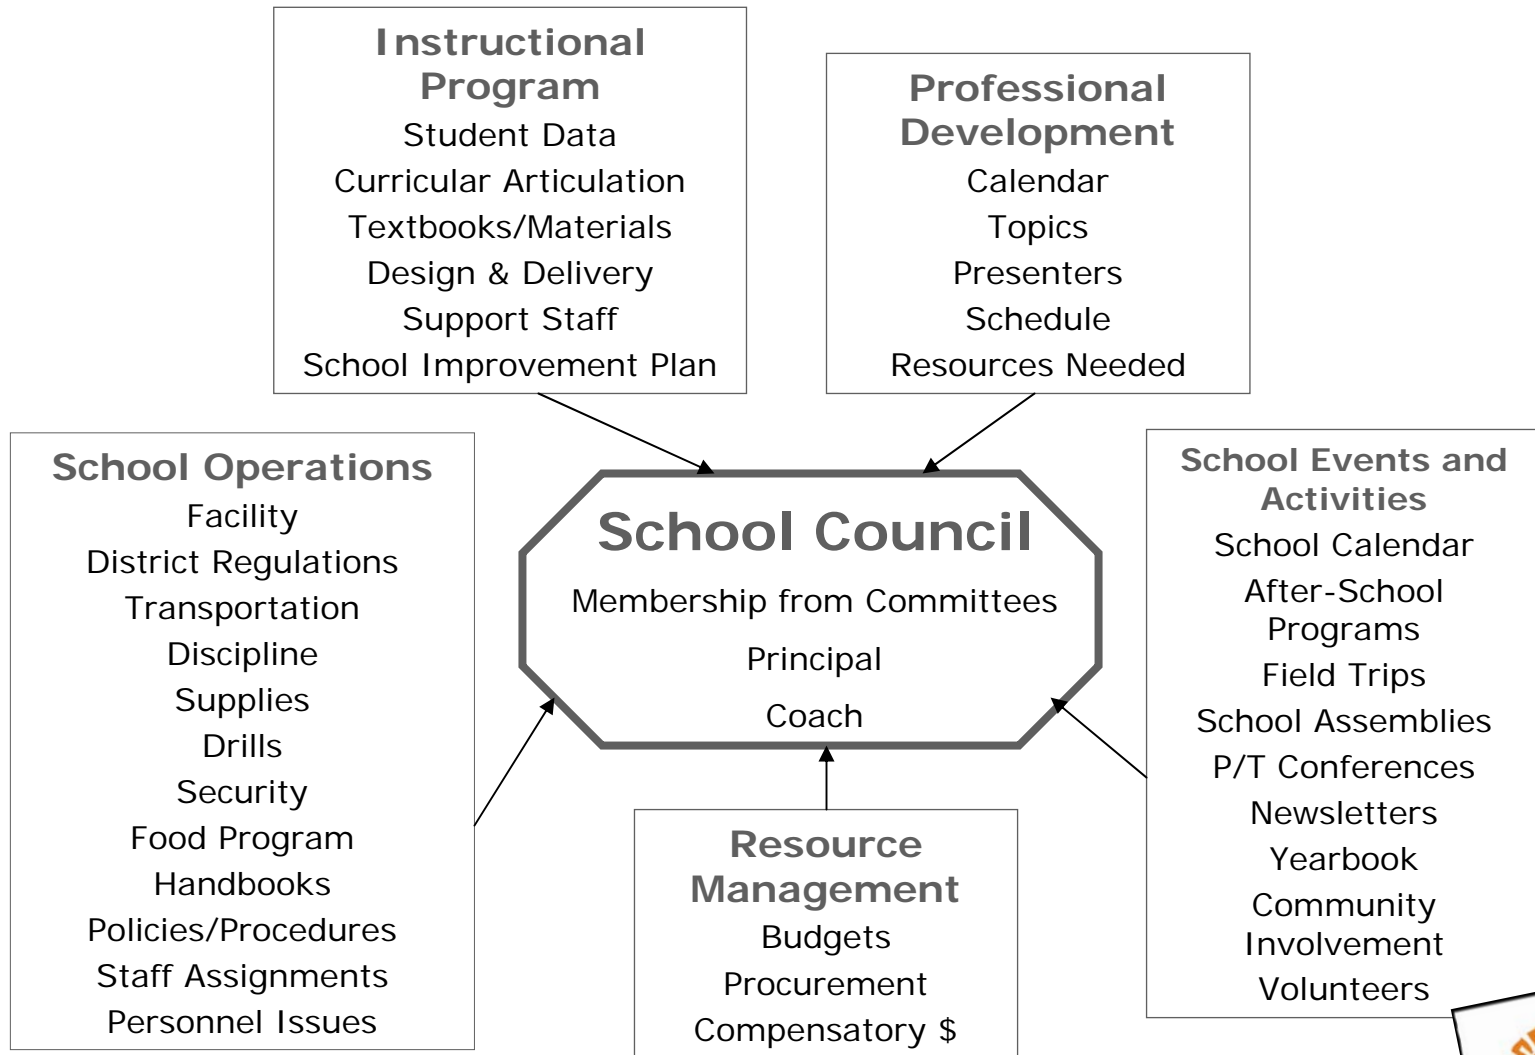 Instructional
Program
Student Data
Curricular Articulation
Textbooks/Materials
Design & Delivery
Support Staff
School Improvement Plan
Professional
Development
Calendar
Topics
Presenters
Schedule
Resources Needed
School Operations
Facility
District Regulations
Transportation
Discipline
Supplies
Drills
Security
Food Program
Handbooks
Policies/Procedures
Staff Assignments
Personnel Issues
School Council
Membership from Committees
Principal
Coach
School Events and
Activities
School Calendar
After-School
Programs
Field Trips
School Assemblies
P/T Conferences
Newsletters
Yearbook
Community
Involvement
Volunteers
Resource
Management
Budgets
Procurement
Compensatory $